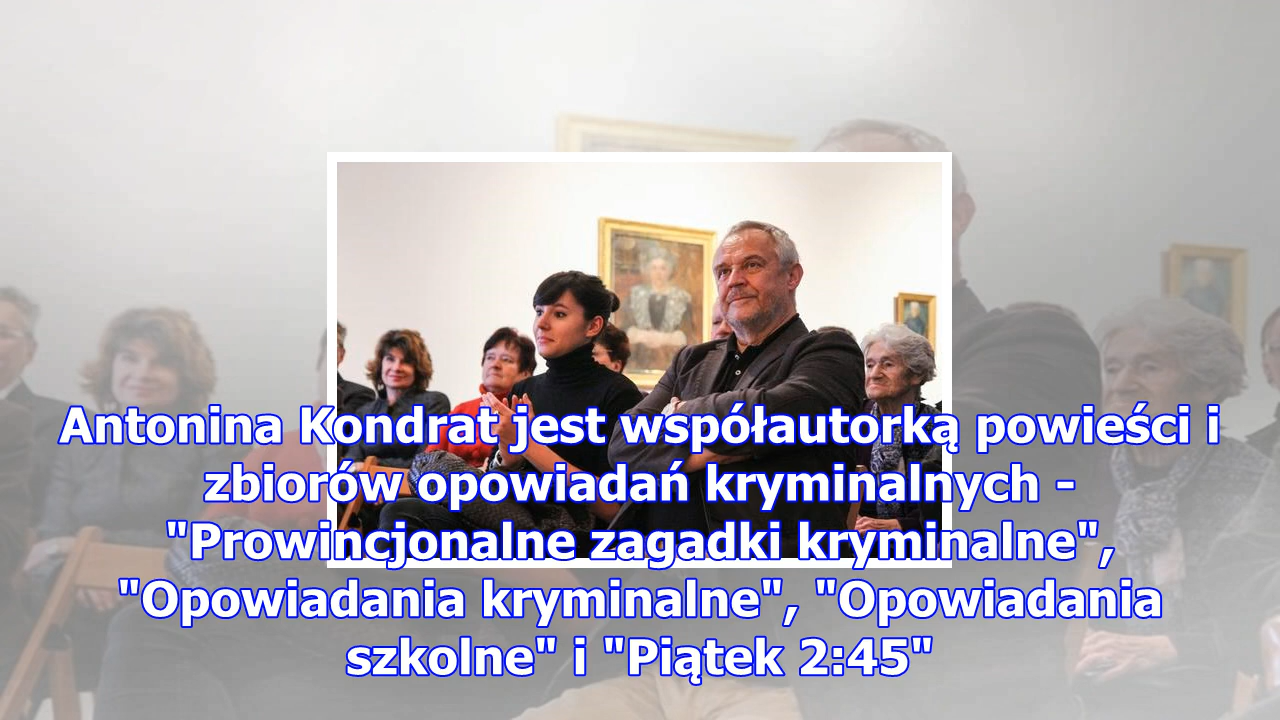 Antonina Kondrat jest współautorką powieści i
zbiorów opowiadań kryminalnych -
"Prowincjonalne zagadki kryminalne",
"Opowiadania kryminalne", "Opowiadania
szkolne" i "Piątek 2:45"